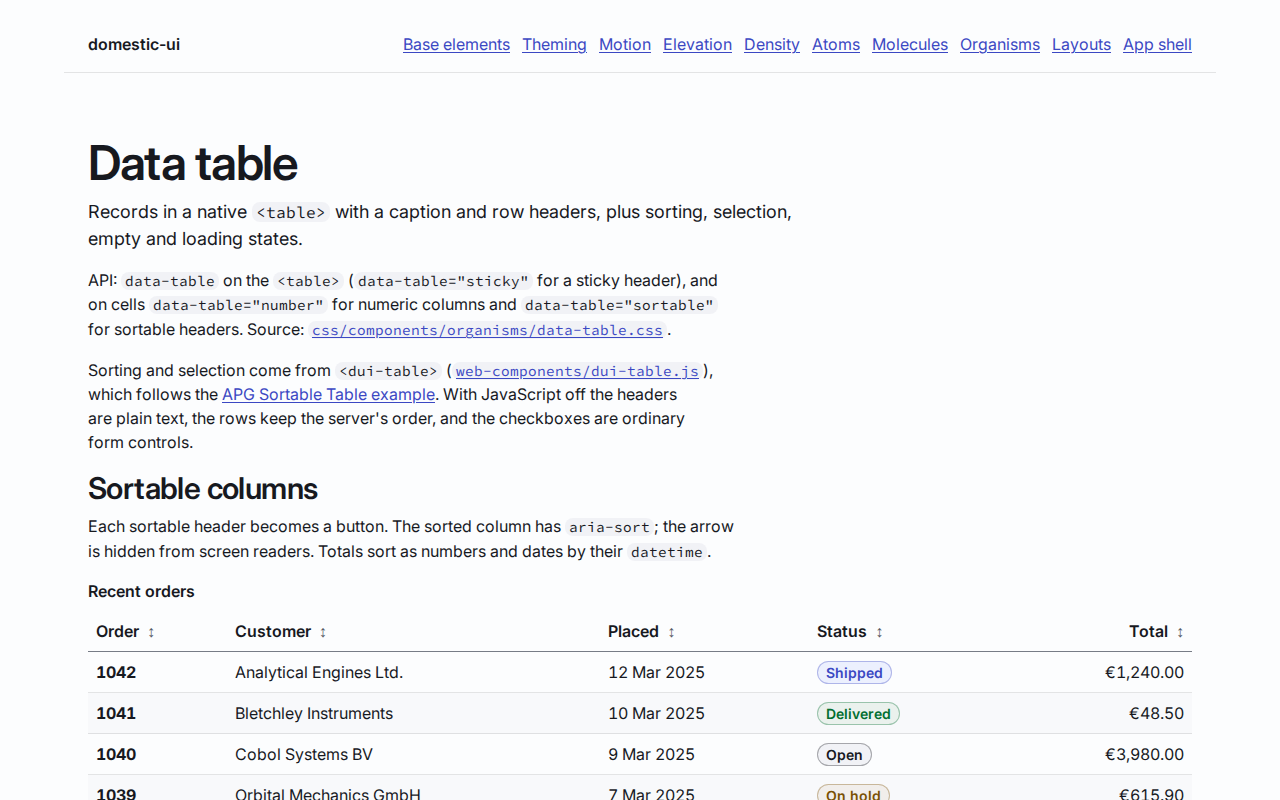 domestic-ui Base elements Theming Motion Elevation Density Atoms Molecules Organisms Layouts App shell
Data table
Records in a native <table> with a caption and row headers, plus sorting, selection,
empty and loading states.
API: data-table on the <table> ( data-table="sticky" for a sticky header), and
on cells data-table="number" for numeric columns and data-table="sortable"
for sortable headers. Source: css/components/organisms/data-table.css .
Sorting and selection come from <dui-table> ( web-components/dui-table.js ),
which follows the APG Sortable Table example. With JavaScript off the headers
are plain text, the rows keep the server's order, and the checkboxes are ordinary
form controls.
Sortable columns
Each sortable header becomes a button. The sorted column has aria-sort ; the arrow
is hidden from screen readers. Totals sort as numbers and dates by their datetime .
Recent orders
Order ↕ Customer ↕ Placed ↕ Status ↕ Total ↕
1042 Analytical Engines Ltd. 12 Mar 2025 Shipped €1,240.00
1041 Bletchley Instruments 10 Mar 2025 Delivered €48.50
1040 Cobol Systems BV 9 Mar 2025 Open €3,980.00
1039 Orbital Mechanics GmbH 7 Mar 2025 On hold €615.90